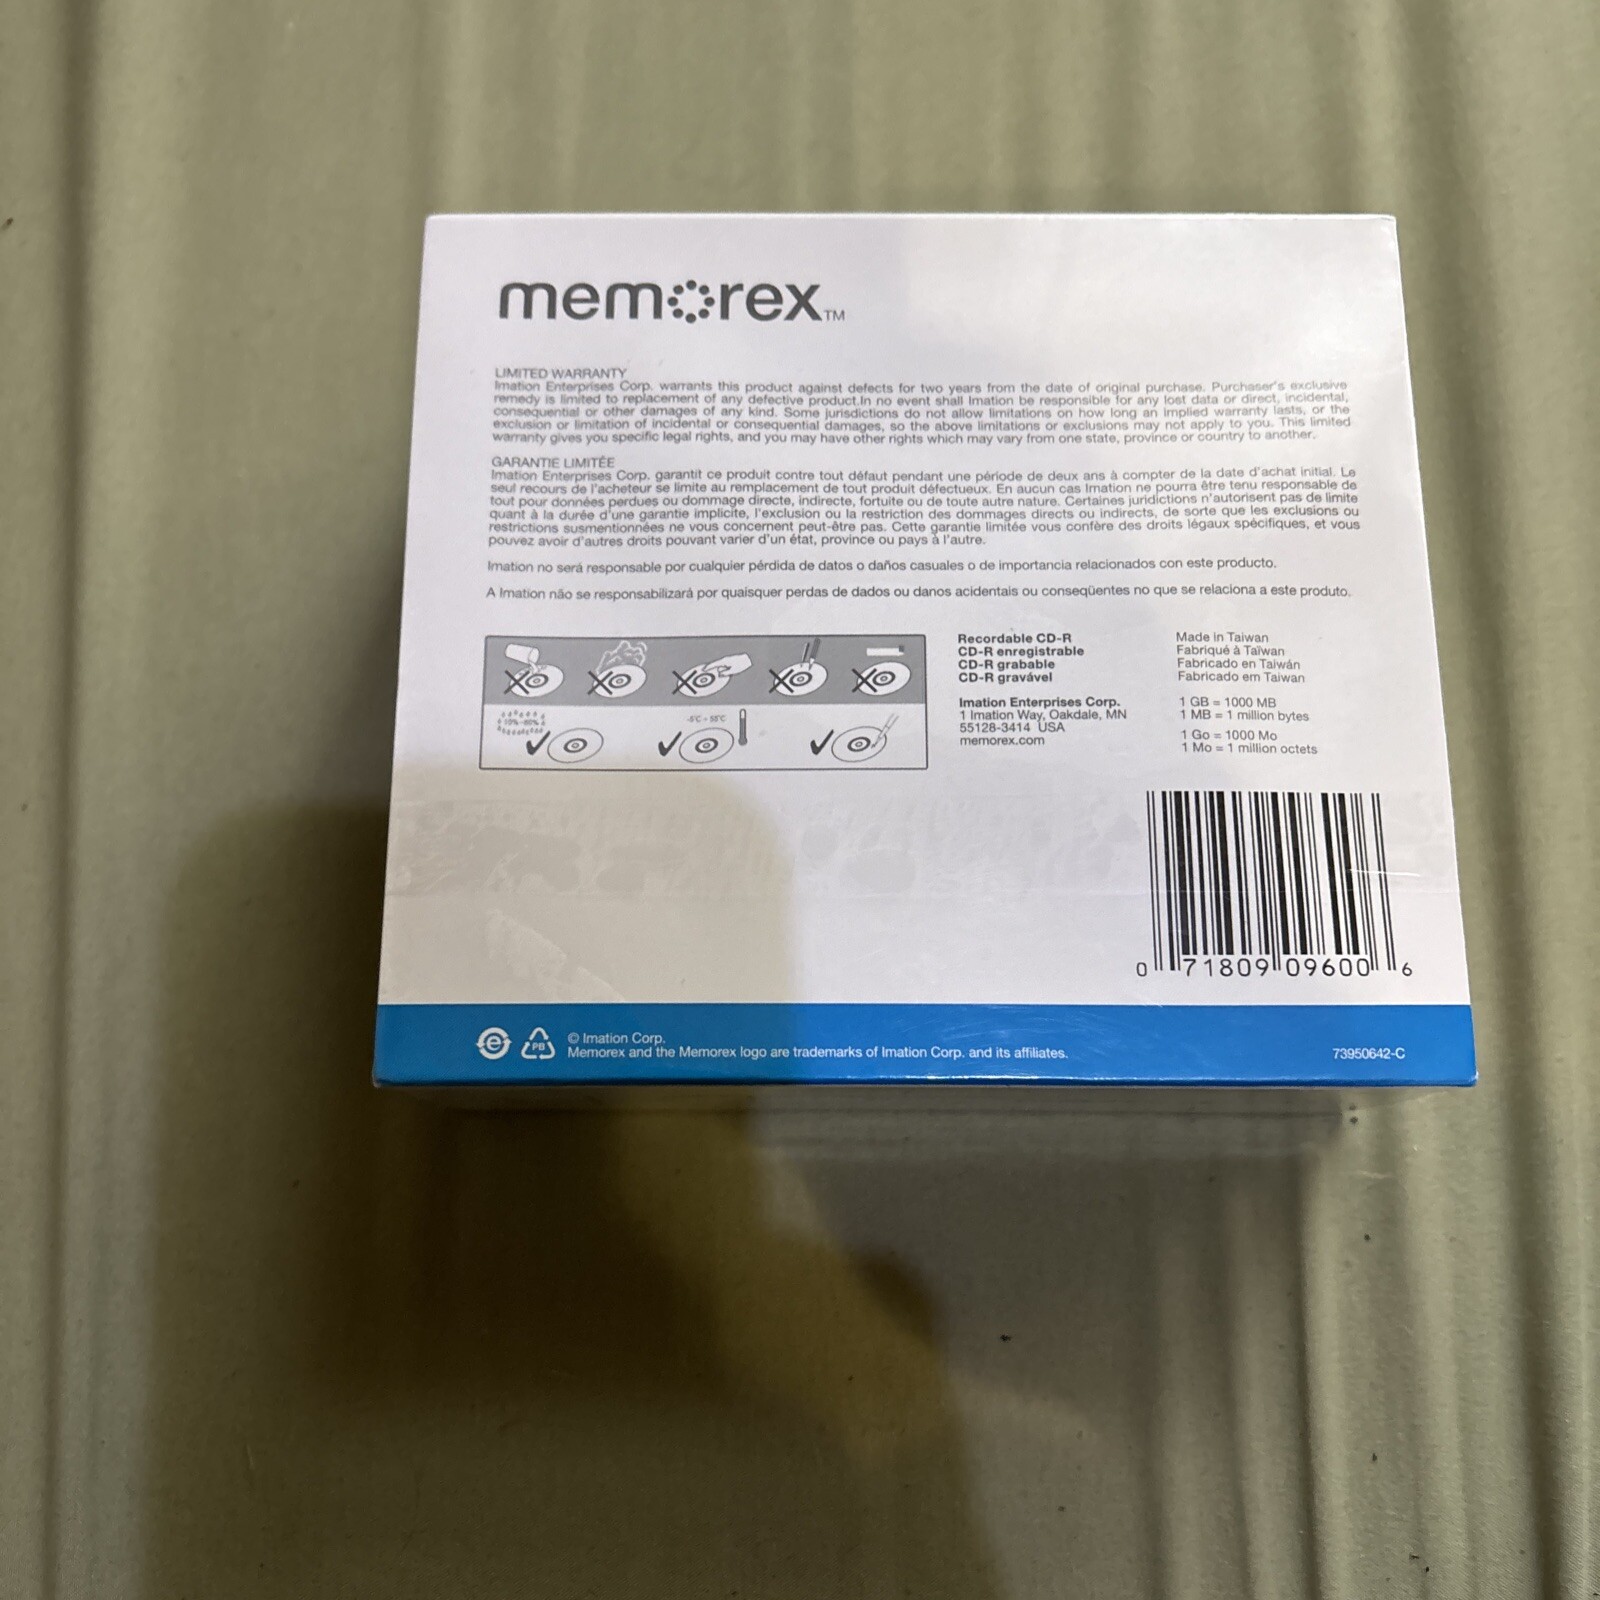 memorex™
LIMITED WARRANTY
Imation Enterprises Corp. warrants this product against defects for two years from the date of original purchase. Purchaser's exclusive
remedy is limited to replacement of any defective product.In no event shall Imation be responsible for any lost data or direct, incidental,
consequential or other damages of any kind. Some jurisdictions do not allow limitations on how long an implied warranty lasts, or the
exclusion or limitation of incidental or consequential damages, so the above limitations or exclusions may not apply to you. This limited
warranty gives you specific legal rights, and you may have other rights which may vary from one state, province or country to another.
GARANTIE LIMITÉE
Imation Enterprises Corp. garantit ce produit contre tout défaut pendant une période de deux ans à compter de la date d'achat initial. Le
seul recours de l'acheteur se limite au remplacement de tout produit défectueux. En aucun cas Imation ne pourra être tenu responsable de
tout pour données perdues ou dommage directe, indirecte, fortuite ou de toute autre nature. Certaines juridictions n'autorisent pas de limite
quant à la durée d'une garantie implicite, l'exclusion ou la restriction des dommages directs ou indirects, de sorte que les exclusions ou
restrictions susmentionnées ne vous concernent peut-être pas. Cette garantie limitée vous confère des droits légaux spécifiques, et vous
pouvez avoir d'autres droits pouvant varier d'un état, province ou pays à l'autre.
Imation no será responsable por cualquier pérdida de datos o daños casuales o de importancia relacionados con este producto.
A Imation não se responsabilizará por quaisquer perdas de dados ou danos acidentais ou conseqüentes no que se relaciona a este produto.
10%-80%
-5°C - 55°C
Recordable CD-R
CD-R enregistrable
CD-R grabable
CD-R gravável
Imation Enterprises Corp.
1 Imation Way, Oakdale, MN
55128-3414 USA
memorex.com
Made in Taiwan
Fabriqué à Taïwan
Fabricado en Taiwán
Fabricado em Taiwan
1 GB = 1000 MB
1 MB = 1 million bytes
1 Go = 1000 Mo
1 Mo = 1 million octets
0 71809 09600 6
e
PB
© Imation Corp.
Memorex and the Memorex logo are trademarks of Imation Corp. and its affiliates.
73950642-C